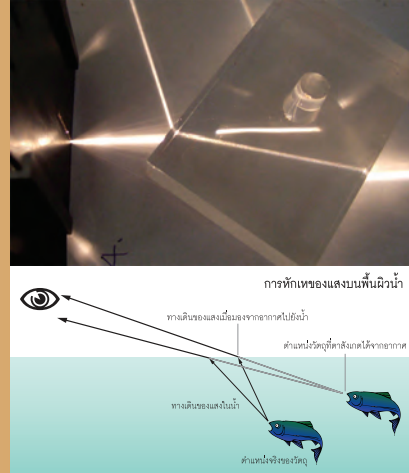 4.
การหักเหของแสงบนพื้นผิวน้ำ
ทางเดินของแสงเมื่อมองจากอากาศไปยังน้ำ
ตำแหน่งวัตถุที่ตาสังเกตได้จากอากาศ
ทางเดินของแสงในน้ำ
ตำแหน่งจริงของวัตถุ